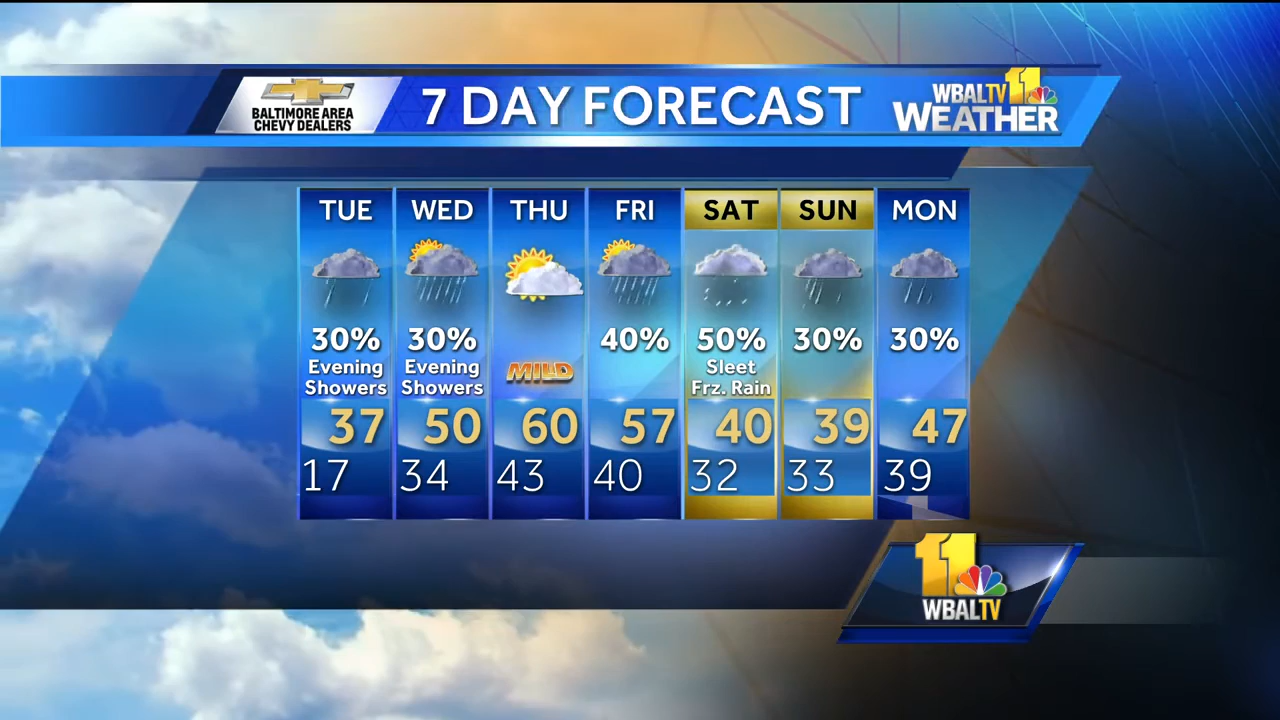 BALTIMORE AREA
CHEVY DEALERS
7 DAY FORECAST
WBALTV 11
WEATHER
TUE WED THU FRI SAT SUN MON
30% 30% 40% 50% 30% 30%
Evening Evening MILD Sleet
Showers Showers Frz. Rain
37 50 60 57 40 39 47
17 34 43 40 32 33 39
11
WBALTV